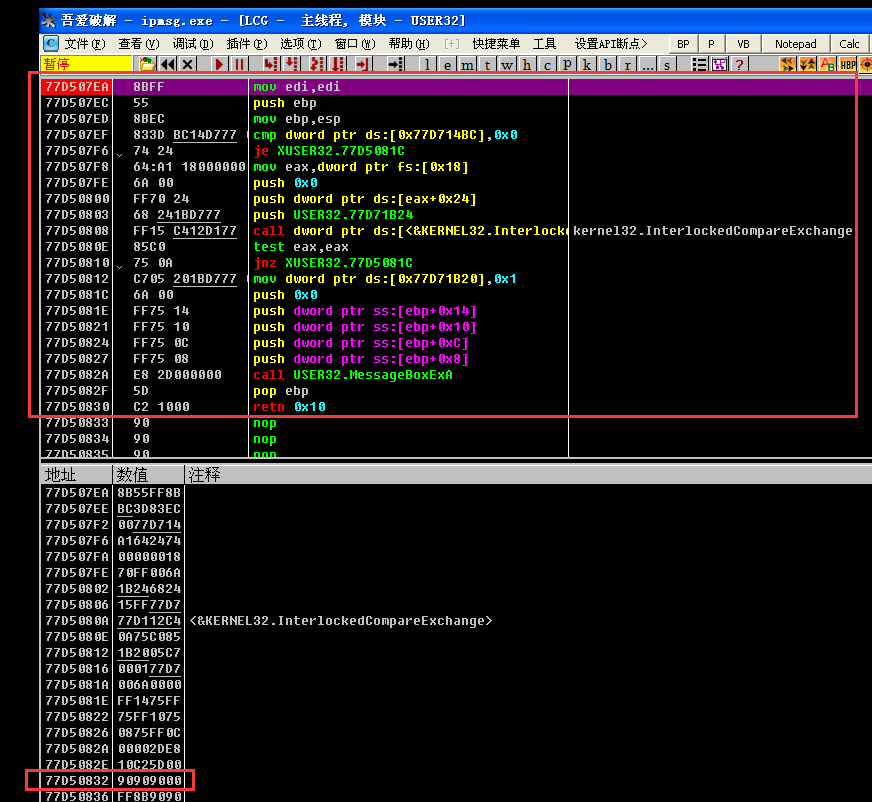 吾爱破解 - ipmsg.exe - [LCG - 主线程, 模块 - USER32]
C 文件(F) 查看(V) 调试(D) 插件(P) 选项(T) 窗口(W) 帮助(H) [+] 快捷菜单 工具 设置API断点> BP P VB Notepad Calc
暂停 l e m t w h c p k b r ... s ? HBP
77D507EA 8BFF mov edi,edi
77D507EC 55 push ebp
77D507ED 8BEC mov ebp,esp
77D507EF 833D BC14D777 cmp dword ptr ds:[0x77D714BC],0x0
77D507F6 74 24 je XUSER32.77D5081C
77D507F8 64:A1 18000000 mov eax,dword ptr fs:[0x18]
77D507FE 6A 00 push 0x0
77D50800 FF70 24 push dword ptr ds:[eax+0x24]
77D50803 68 241BD777 push USER32.77D71B24
77D50808 FF15 C412D177 call dword ptr ds:[<&KERNEL32.Interlocke kernel32.InterlockedCompareExchange
77D5080E 85C0 test eax,eax
77D50810 75 0A jnz XUSER32.77D5081C
77D50812 C705 201BD777 mov dword ptr ds:[0x77D71B20],0x1
77D5081C 6A 00 push 0x0
77D5081E FF75 14 push dword ptr ss:[ebp+0x14]
77D50821 FF75 10 push dword ptr ss:[ebp+0x10]
77D50824 FF75 0C push dword ptr ss:[ebp+0xC]
77D50827 FF75 08 push dword ptr ss:[ebp+0x8]
77D5082A E8 2D000000 call USER32.MessageBoxExA
77D5082F 5D pop ebp
77D50830 C2 1000 retn 0x10
77D50833 90 nop
77D50834 90 nop
77D50835 90 nop
地址 数值 注释
77D507EA 8B55FF8B
77D507EE BC3D83EC
77D507F2 0077D714
77D507F6 A1642474
77D507FA 00000018
77D507FE 70FF006A
77D50802 1B246824
77D50806 15FF77D7
77D5080A 77D112C4 <&KERNEL32.InterlockedCompareExchange>
77D5080E 0A75C085
77D50812 1B2005C7
77D50816 000177D7
77D5081A 006A0000
77D5081E FF1475FF
77D50822 75FF1075
77D50826 0875FF0C
77D5082A 00002DE8
77D5082E 10C25D00
77D50832 90909000
77D50836 FF8B9090